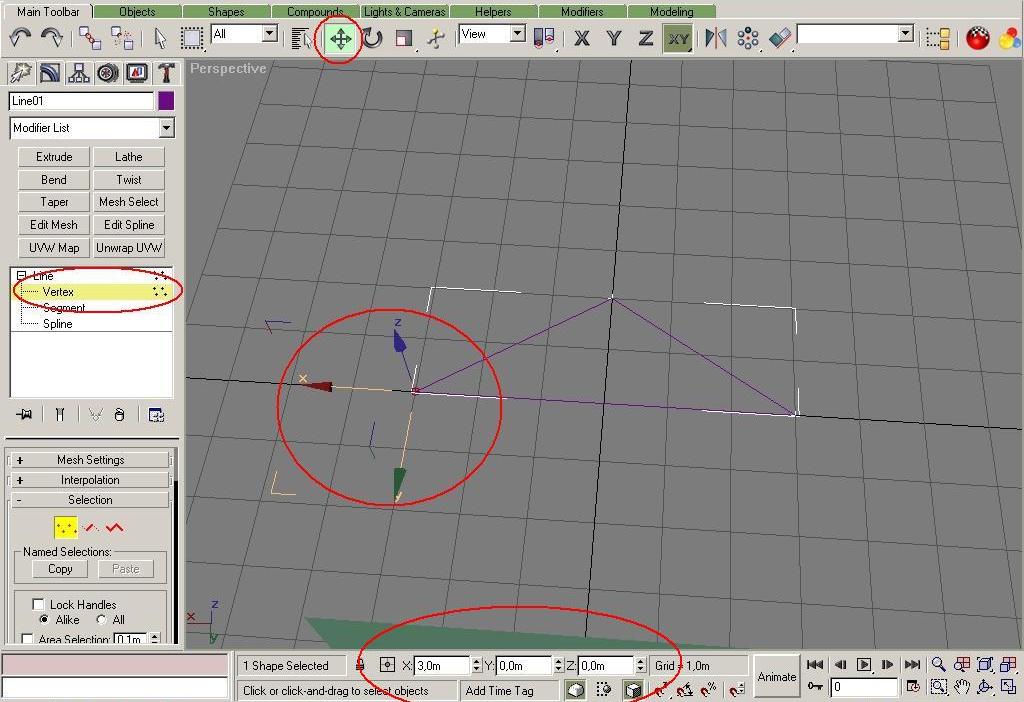 Main Toolbar Objects Shapes Compounds Lights & Cameras Helpers Modifiers Modeling
All View X Y Z XY
Perspective
Line01
Modifier List
Extrude Lathe
Bend Twist
Taper Mesh Select
Edit Mesh Edit Spline
UVW Map Unwrap UVW
Line
Vertex
Segment
Spline
z
x
+ Mesh Settings
+ Interpolation
- Selection
Named Selections:
Copy Paste
Lock Handles
Alike All
Area Selection: 0,1m
x z
y
1 Shape Selected X: 3,0m Y: 0,0m Z: 0,0m Grid = 1,0m
Click or click-and-drag to select objects Add Time Tag
Animate
0